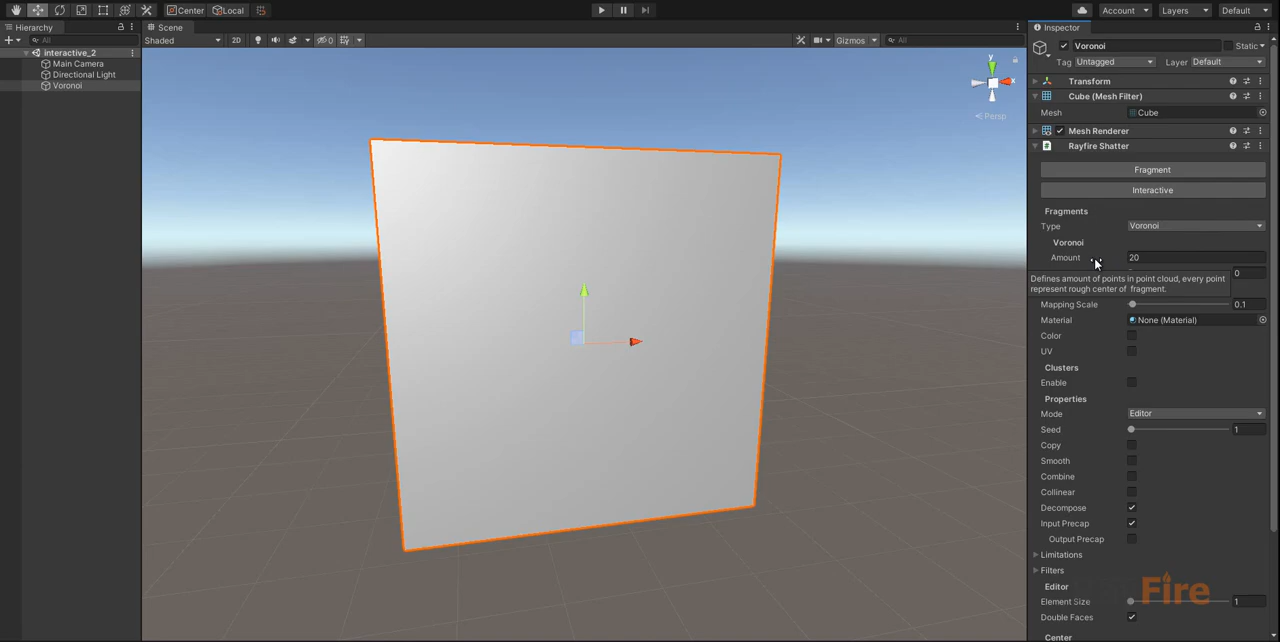 Center Local Account Layers Default
Hierarchy Scene Inspector
All Shaded 2D 0 Gizmos All Voronoi Static
interactive_2 Tag Untagged Layer Default
Main Camera
Directional Light Transform
Voronoi Cube (Mesh Filter)
y
x
Persp
Mesh Cube
Mesh Renderer
Rayfire Shatter
Fragment
Interactive
Fragments
Type Voronoi
Voronoi
Amount 20
0
Defines amount of points in point cloud, every point
represent rough center of fragment.
Mapping Scale 0.1
Material None (Material)
Color
UV
Clusters
Enable
Properties
Mode Editor
Seed 1
Copy
Smooth
Combine
Collinear
Decompose
Input Precap
Output Precap
Limitations
Filters
Editor
Fire
Element Size 1
Double Faces
Center